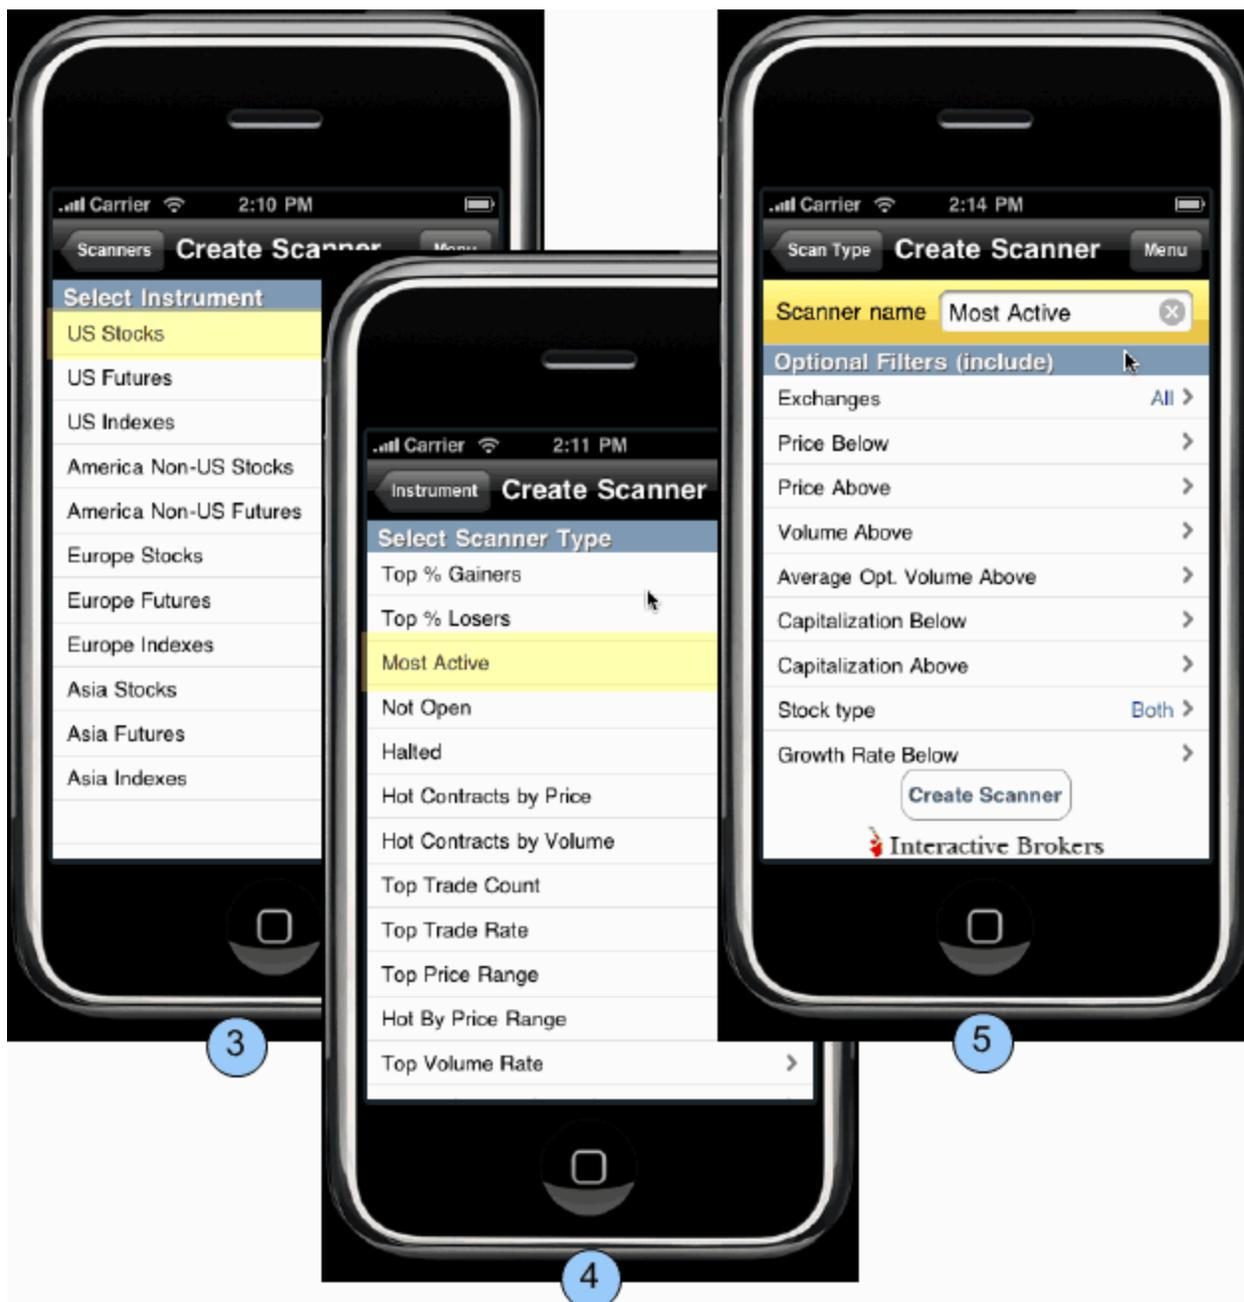 Carrier 2:10 PM
Scanners Create Scanner Menu
Select Instrument
US Stocks
US Futures
US Indexes
America Non-US Stocks
America Non-US Futures
Europe Stocks
Europe Futures
Europe Indexes
Asia Stocks
Asia Futures
Asia Indexes
3
Carrier 2:11 PM
Instrument Create Scanner
Select Scanner Type
Top % Gainers
Top % Losers
Most Active
Not Open
Halted
Hot Contracts by Price
Hot Contracts by Volume
Top Trade Count
Top Trade Rate
Top Price Range
Hot By Price Range
Top Volume Rate
4
Carrier 2:14 PM
Scan Type Create Scanner Menu
Scanner name Most Active
Optional Filters (include)
Exchanges All
Price Below
Price Above
Volume Above
Average Opt. Volume Above
Capitalization Below
Capitalization Above
Stock type Both
Growth Rate Below
Create Scanner
Interactive Brokers
5